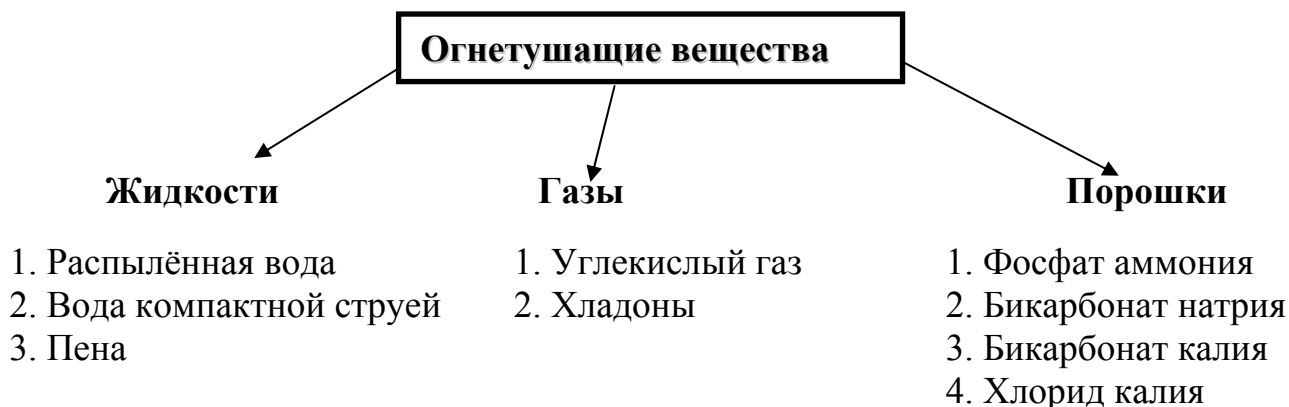 Огнетушащие вещества
Жидкости
1. Распылённая вода
2. Вода компактной струей
3. Пена
Газы
1. Углекислый газ
2. Хладоны
Порошки
1. Фосфат аммония
2. Бикарбонат натрия
3. Бикарбонат калия
4. Хлорид калия